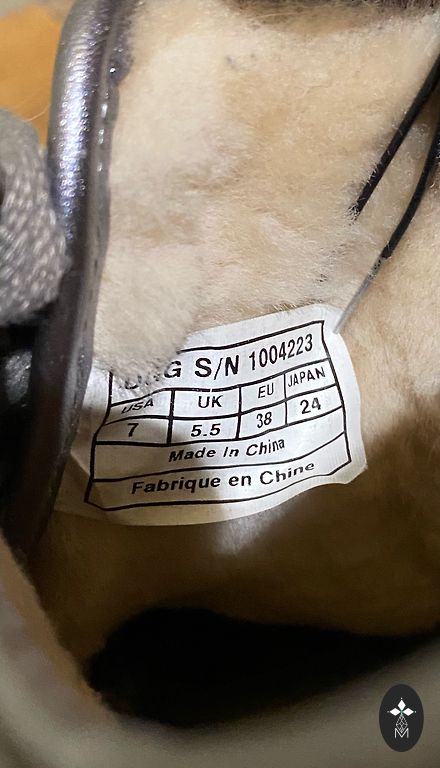 S/N 1004223
USA UK EU JAPAN
7 5.5 38 24
Made In China
Fabrique en Chine
M